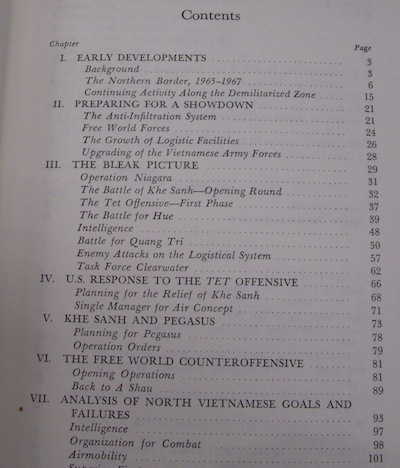 Contents
Chapter Page
I. EARLY DEVELOPMENTS 3
Background 3
The Northern Border, 1965–1967 6
Continuing Activity Along the Demilitarized Zone 15
II. PREPARING FOR A SHOWDOWN 21
The Anti-Infiltration System 21
Free World Forces 24
The Growth of Logistic Facilities 26
Upgrading of the Vietnamese Army Forces 28
III. THE BLEAK PICTURE 29
Operation Niagara 31
The Battle of Khe Sanh—Opening Round 32
The Tet Offensive—First Phase 37
The Battle for Hue 39
Intelligence 48
Battle for Quang Tri 50
Enemy Attacks on the Logistical System 57
Task Force Clearwater 62
IV. U.S. RESPONSE TO THE TET OFFENSIVE 66
Planning for the Relief of Khe Sanh 68
Single Manager for Air Concept 71
V. KHE SANH AND PEGASUS 73
Planning for Pegasus 78
Operation Orders 79
VI. THE FREE WORLD COUNTEROFFENSIVE 81
Opening Operations 81
Back to A Shau 89
VII. ANALYSIS OF NORTH VIETNAMESE GOALS AND
FAILURES 93
Intelligence 97
Organization for Combat 98
Airmobility 101